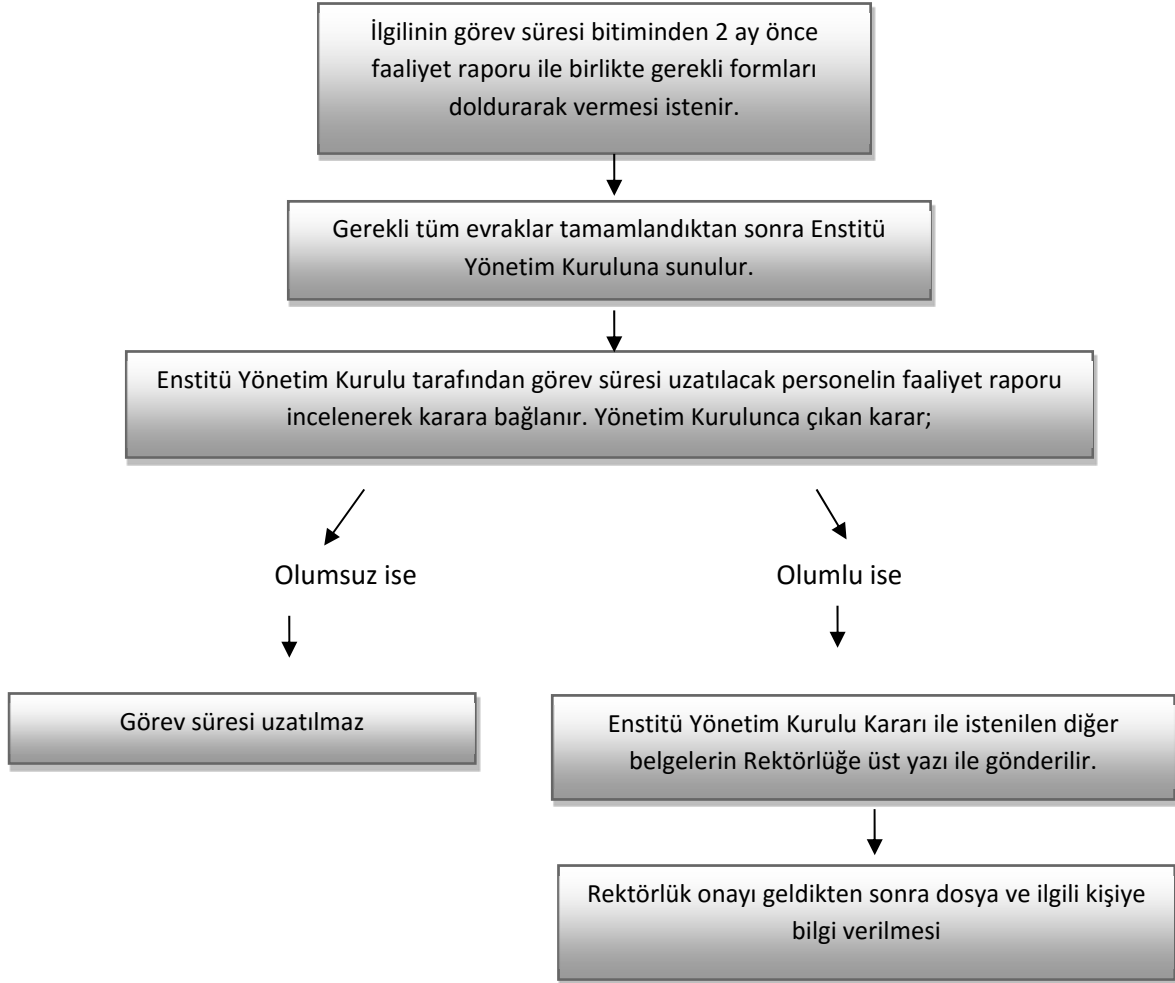 İlgilinin görev süresi bitiminden 2 ay önce
faaliyet raporu ile birlikte gerekli formları
doldurarak vermesi istenir.
Gerekli tüm evraklar tamamlandıktan sonra Enstitü
Yönetim Kuruluna sunulur.
Enstitü Yönetim Kurulu tarafından görev süresi uzatılacak personelin faaliyet raporu
incelenerek karara bağlanır. Yönetim Kurulunca çıkan karar;
Olumsuz ise
Olumlu ise
Görev süresi uzatılmaz
Enstitü Yönetim Kurulu Kararı ile istenilen diğer
belgelerin Rektörlüğe üst yazı ile gönderilir.
Rektörlük onayı geldikten sonra dosya ve ilgili kişiye
bilgi verilmesi